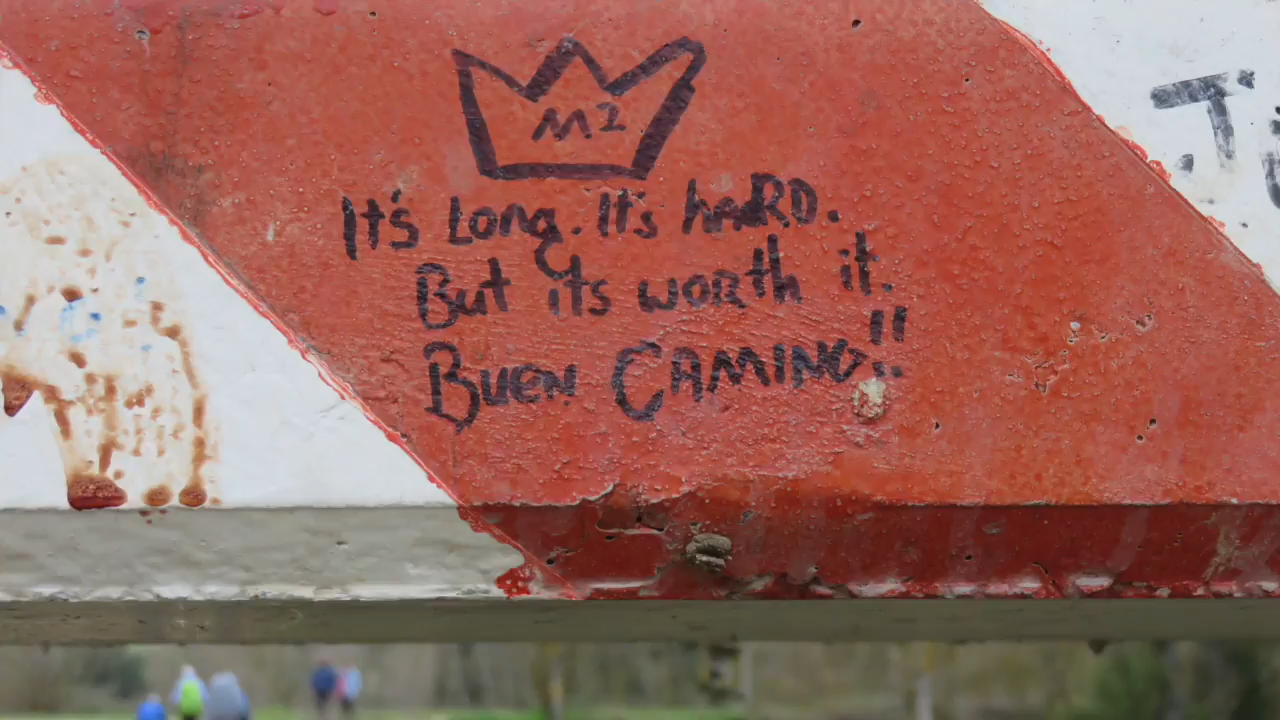 M2
It's Long. It's haRD.
But its woRth it.
BUEN CAMINO!!
T